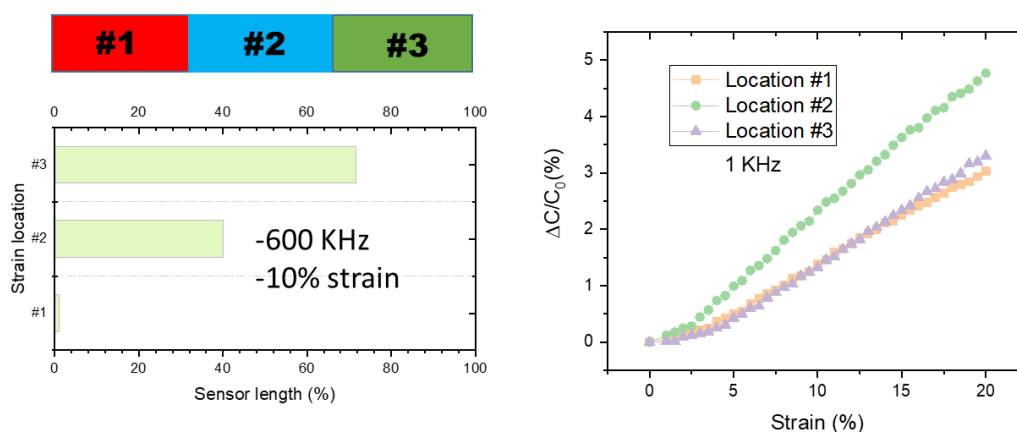 #1 #2 #3
0 20 40 60 80 100
#3
#2
#1
Strain location
-600 KHz
-10% strain
0 20 40 60 80 100
Sensor length (%)
5
4
3
2
1
0
ΔC/C₀(%)
Location #1
Location #2
Location #3
1 KHz
0 5 10 15 20
Strain (%)